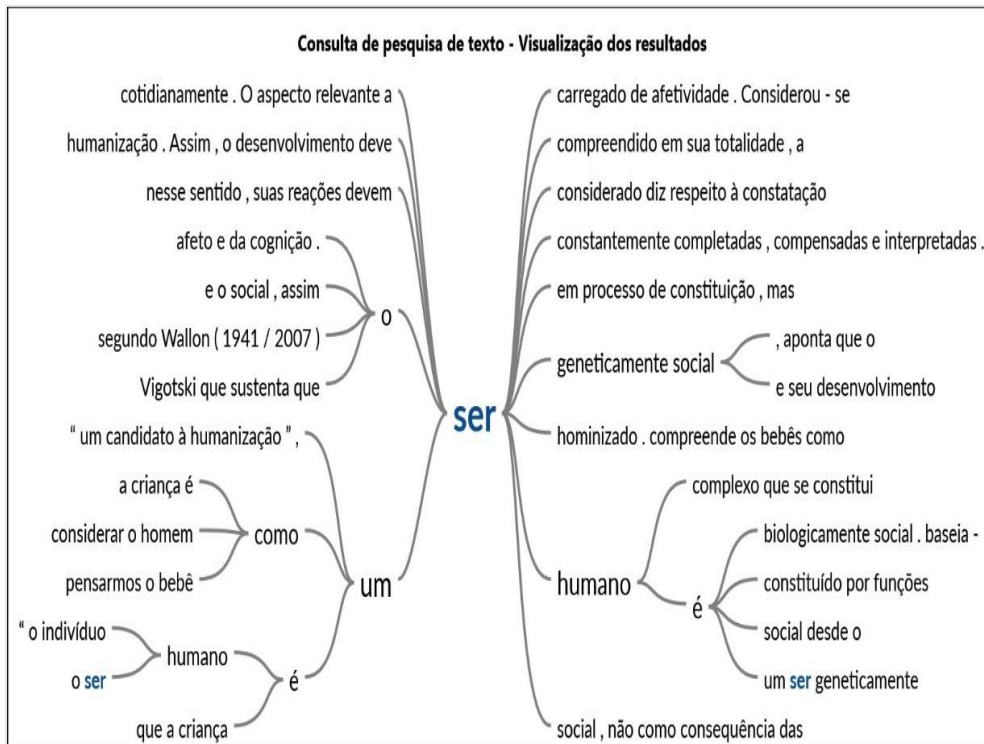 Consulta de pesquisa de texto - Visualização dos resultados
cotidianamente . O aspecto relevante a
humanização . Assim , o desenvolvimento deve
nesse sentido , suas reações devem
afeto e da cognição .
e o social , assim
segundo Wallon ( 1941 / 2007 )
Vigotski que sustenta que
o
“ um candidato à humanização ” ,
a criança é
considerar o homem
pensarmos o bebê
como
um
“ o indivíduo
o ser
humano
é
que a criança
ser
carregado de afetividade . Considerou - se
compreendido em sua totalidade , a
considerado diz respeito à constatação
constantemente completadas , compensadas e interpretadas .
em processo de constituição , mas
geneticamente social
, aponta que o
e seu desenvolvimento
hominizado . compreende os bebês como
humano
complexo que se constitui
é
biologicamente social . baseia -
constituído por funções
social desde o
um ser geneticamente
social , não como consequência das